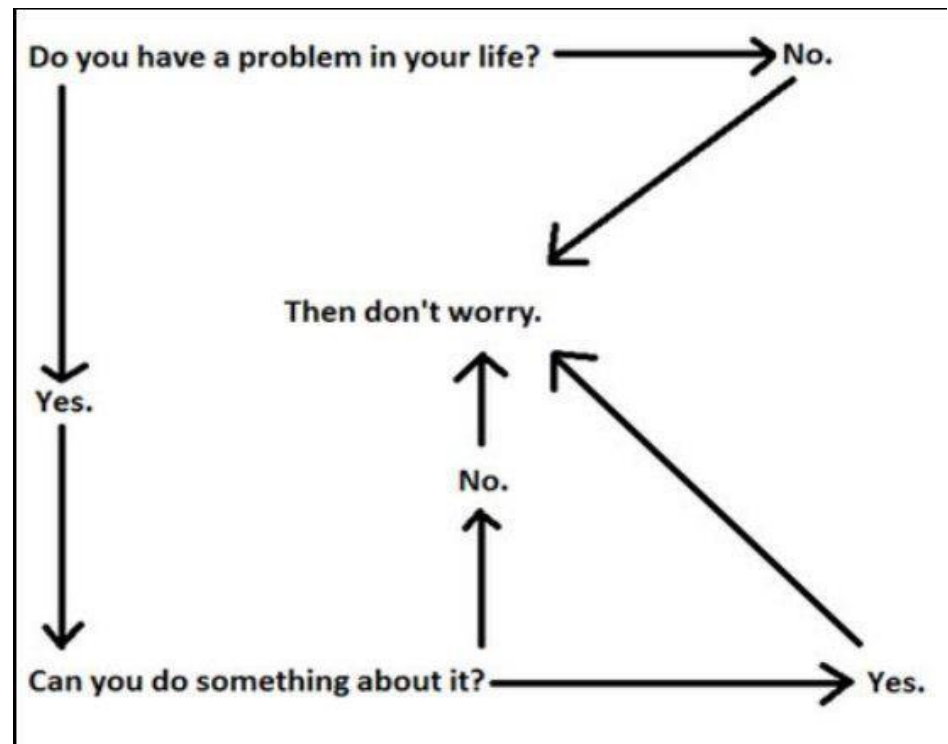 Do you have a problem in your life? No.
Then don't worry.
Yes.
No.
Can you do something about it? Yes.